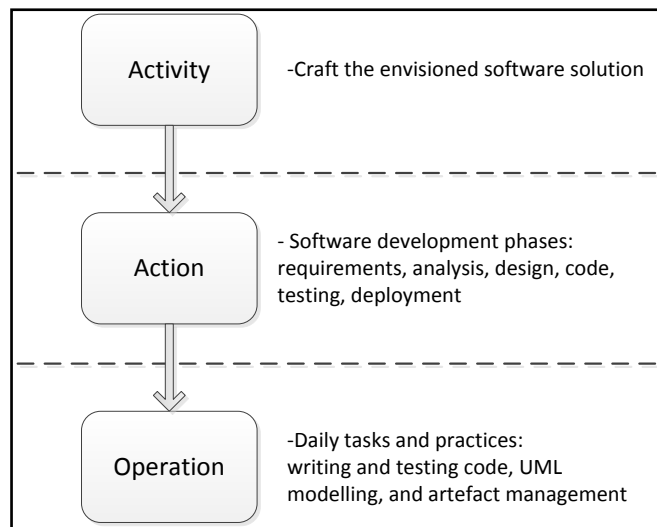 Activity
-Craft the envisioned software solution
Action
- Software development phases:
requirements, analysis, design, code,
testing, deployment
Operation
-Daily tasks and practices:
writing and testing code, UML
modelling, and artefact management